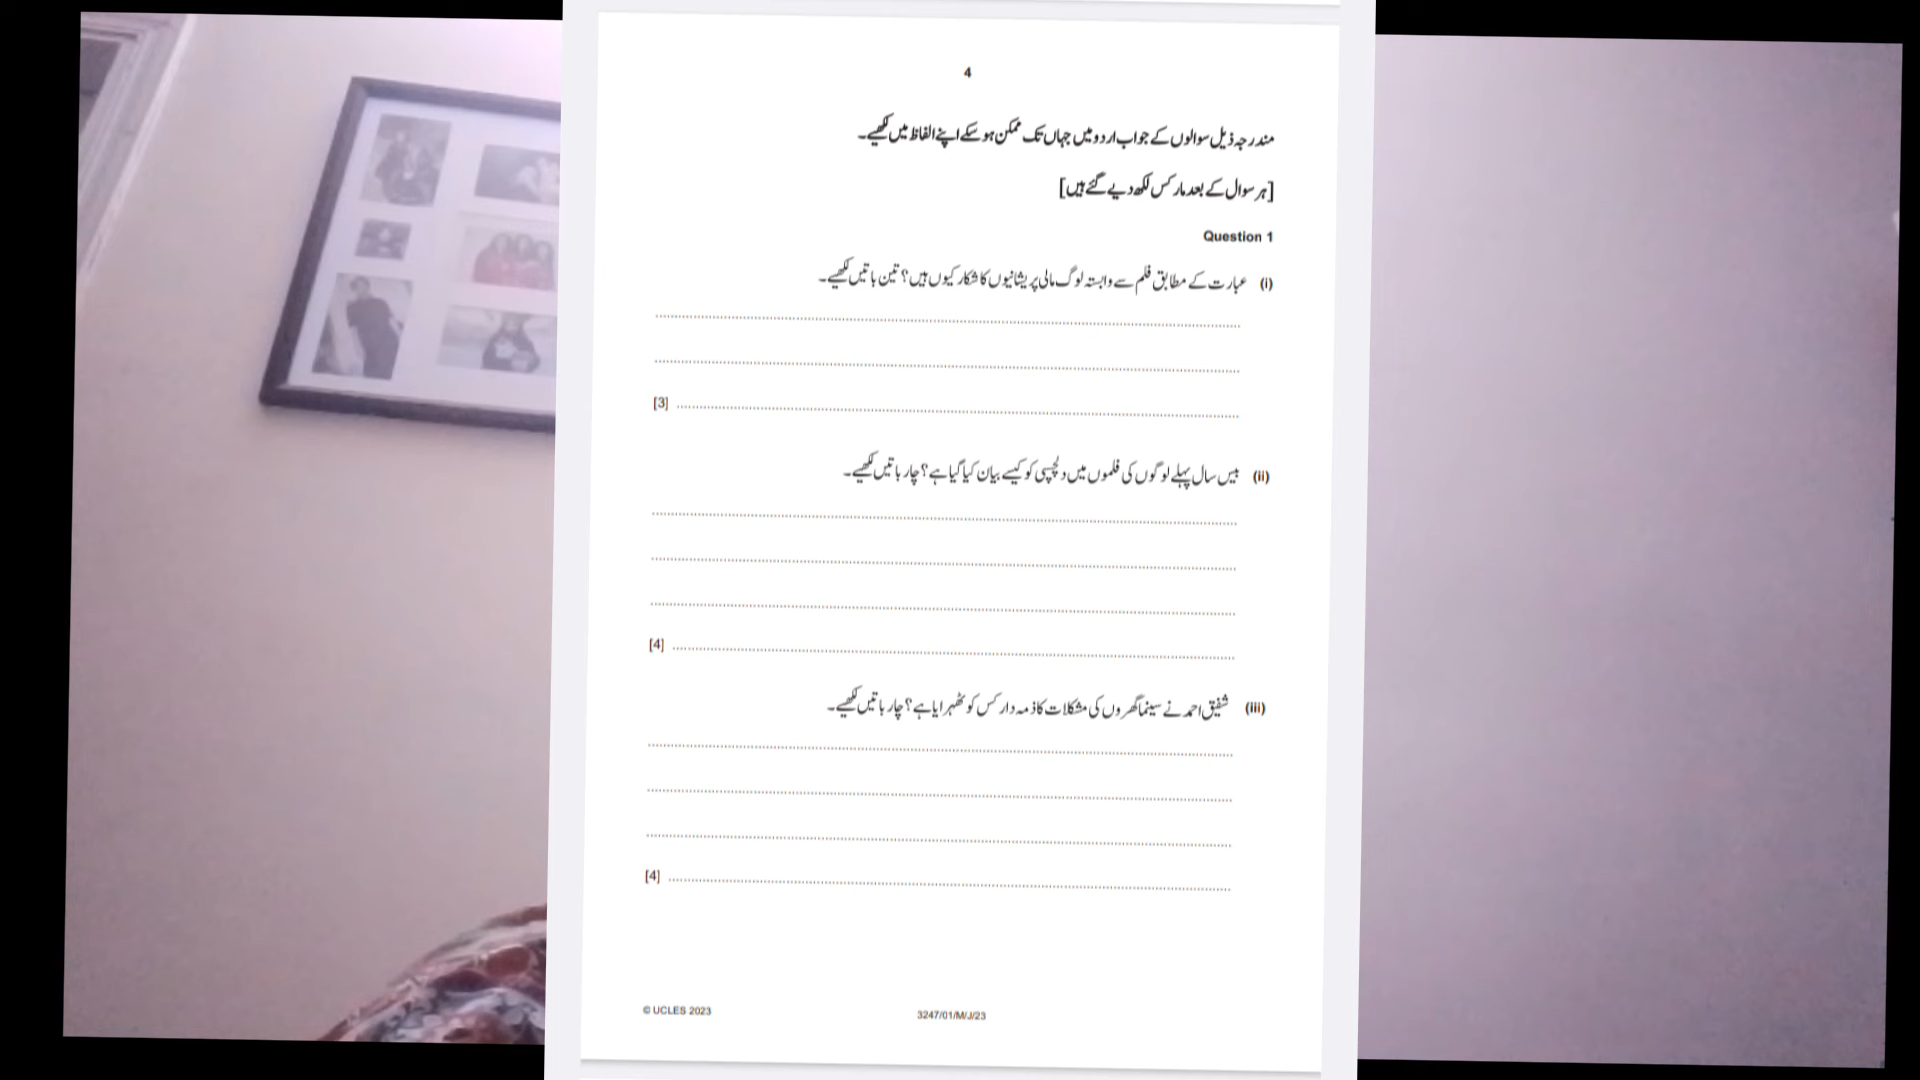 4
مندرجہ ذیل سوالوں کے جواب اردو میں جہاں تک ممکن ہو سکے اپنے الفاظ میں لکھیے۔
[ہر سوال کے بعد مارکس لکھ دیے گئے ہیں]
Question 1
(i) عبارت کے مطابق فلم سے وابستہ لوگ مالی پریشانیوں کا شکار کیوں ہیں؟ تین باتیں لکھیے۔
[3]
(ii) بیس سال پہلے لوگوں کی فلموں میں دلچسپی کو کیسے بیان کیا گیا ہے؟ چار باتیں لکھیے۔
[4]
(iii) شفیق احمد نے سینما گھروں کی مشکلات کا ذمہ دار کس کو ٹھہرایا ہے؟ چار باتیں لکھیے۔
[4]
© UCLES 2023
3247/01/M/J/23